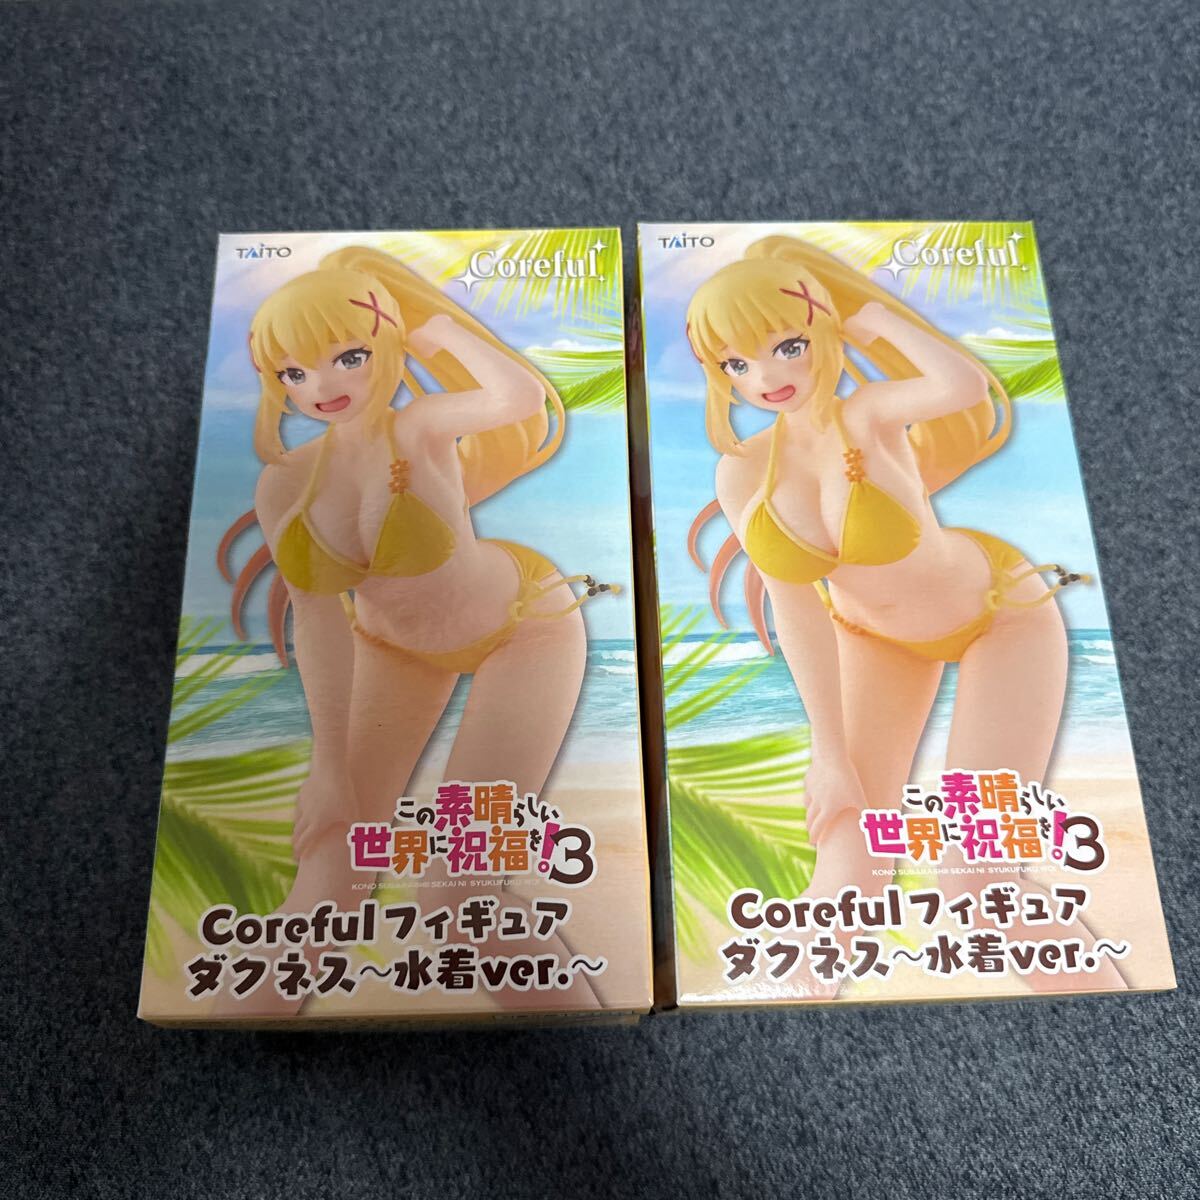 TAITO
Coreful
この素晴らしい
世界に祝福を!3
KONO SUBARASHII SEKAI NI SYUKUFUKU WO!
Corefulフィギュア
ダクネス～水着ver.～
TAITO
Coreful
この素晴らしい
世界に祝福を!3
KONO SUBARASHII SEKAI NI SYUKUFUKU WO!
Corefulフィギュア
ダクネス～水着ver.～